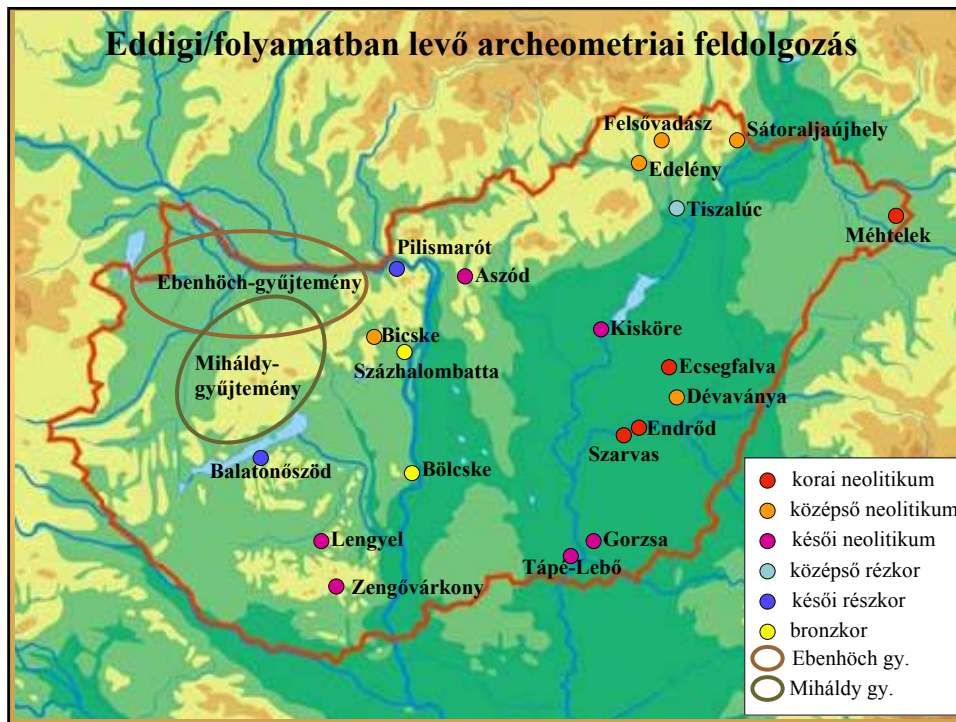 Eddigi/folyamatban levő archeometriai feldolgozás
Felsővadász
Sátoraljaújhely
Edelény
Tiszalúc
Méhtelek
Pilismarót
Ebenhöch-gyűjtemény
Aszód
Kisköre
Bicske
Miháldy-
gyűjtemény
Százhalombatta
Ecsegfalva
Dévaványa
Endrőd
Szarvas
Balatonőszöd
Bölcske
Lengyel
Gorzsa
Tápé-Lebő
Zengővárkony
korai neolitikum
középső neolitikum
késői neolitikum
középső rézkor
késői részkor
bronzkor
Ebenhöch gy.
Miháldy gy.